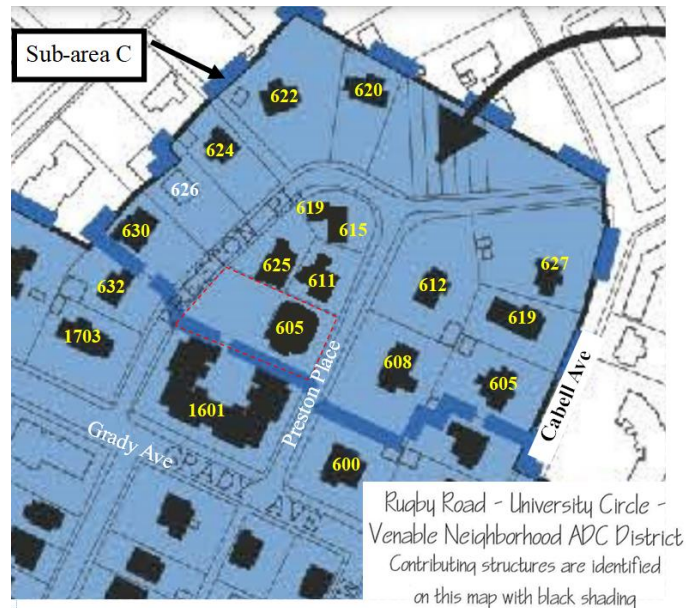 Sub-area C
622
620
624
626
619
615
630
625
611
612
627
632
619
1703
605
608
605
1601
Preston Place
Cabell Ave
Grady Ave
600
RADY AVE
Rugby Road - University Circle -
Venable Neighborhood ADC District
Contributing structures are identified
on this map with black shading